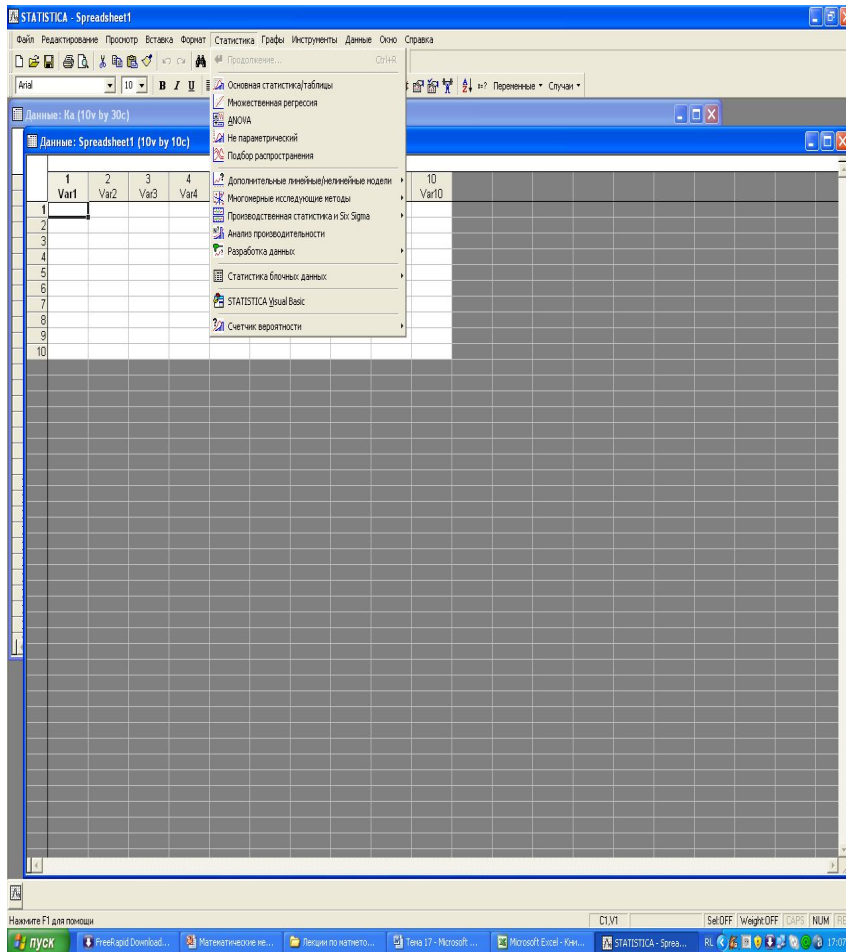 STATISTICA - Spreadsheet1
Файл Редактирование Просмотр Вставка Формат Статистика Графы Инструменты Данные Окно Справка
Продолжение... Ctrl+R
Arial 10 B I U Переменные Случаи
Данные: Ka (10v by 30c)
Данные: Spreadsheet1 (10v by 10c)
Основная статистика/таблицы
Множественная регрессия
ANOVA
Не параметрический
Подбор распространения
Дополнительные линейные/нелинейные модели
Многомерные исследующие методы
Производственная статистика и Six Sigma
Анализ производительности
Разработка данных
Статистика блочных данных
STATISTICA Visual Basic
Счетчик вероятности
1 2 3 4 10
Var1 Var2 Var3 Var4 Var10
1
2
3
4
5
6
7
8
9
10
Нажмите F1 для помощи C1,V1 Sel:OFF Weight:OFF CAPS NUM
пуск FreeRapid Download... Математические ме... Лекции по матмето... Тема 17 - Microsoft ... Microsoft Excel - Кни... STATISTICA - Sprea... RL 17:07